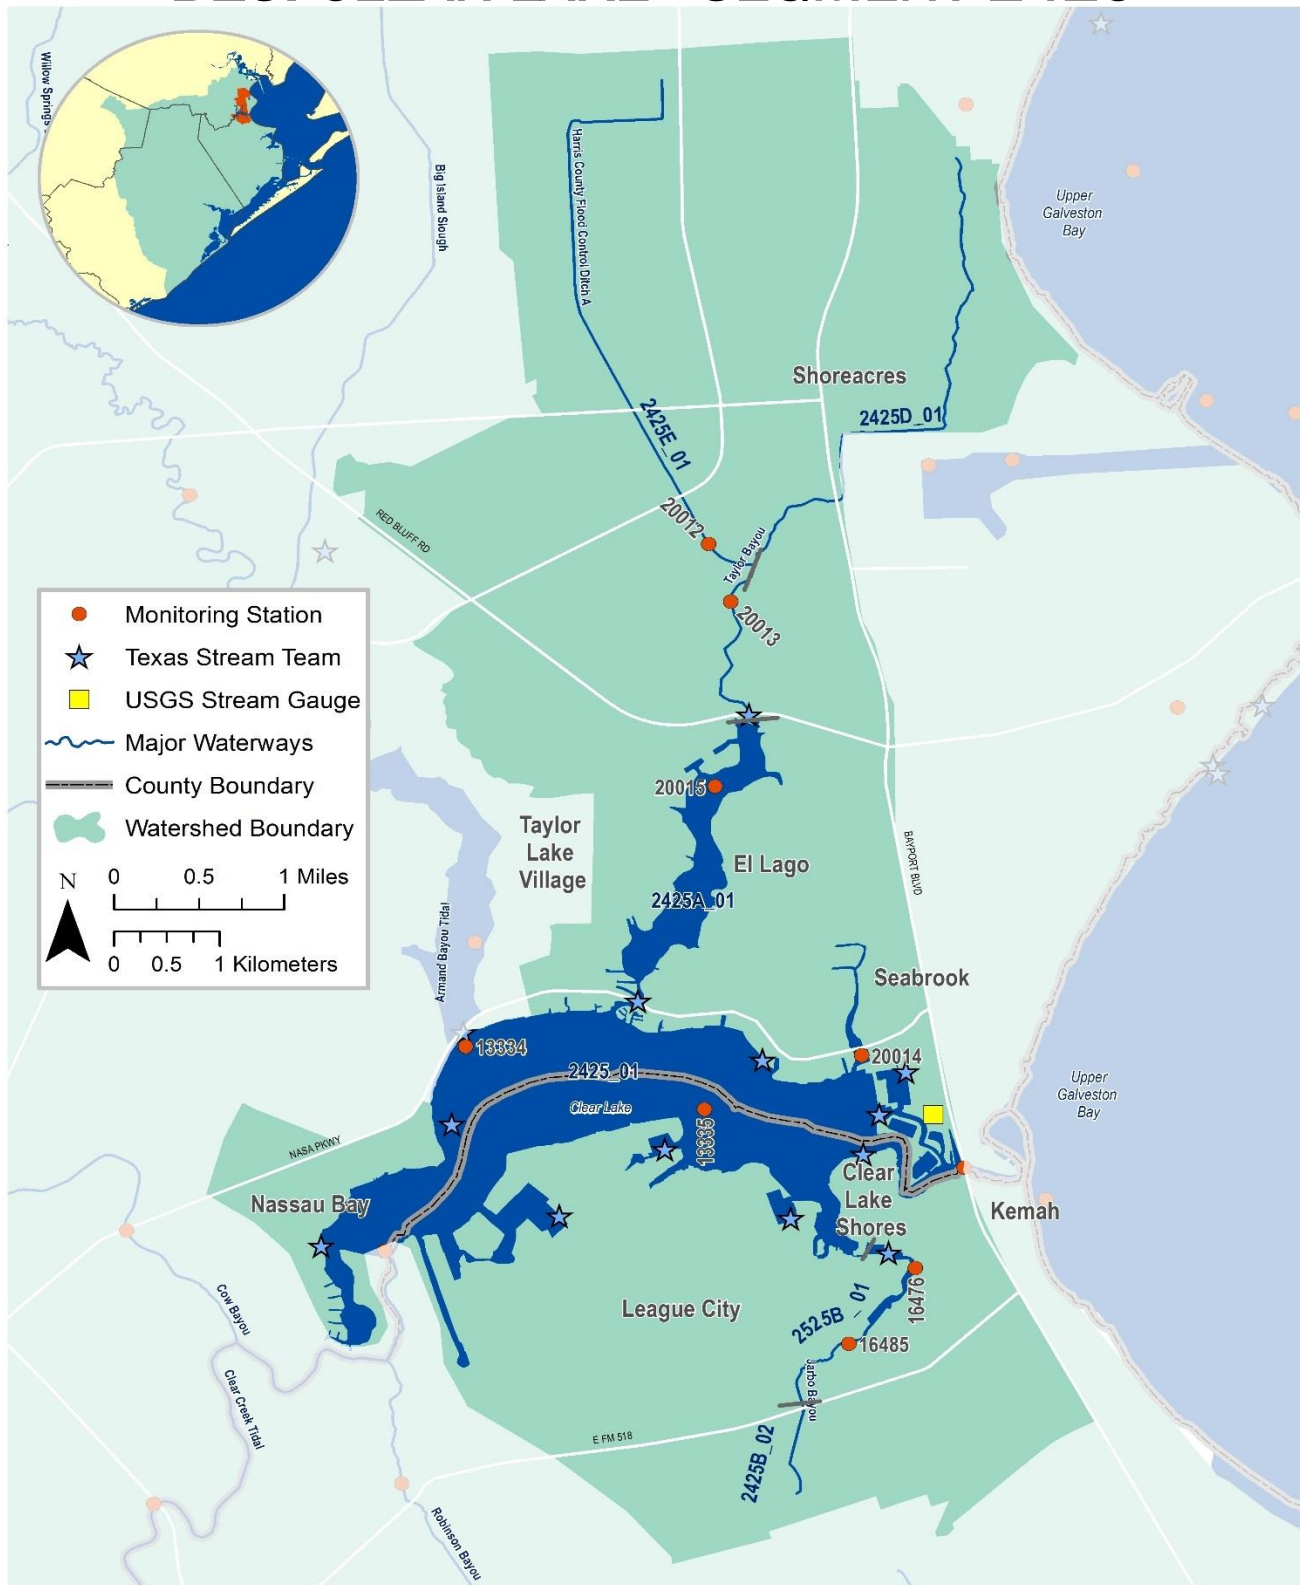 Willow Springs
Big Island Slough
Harris County Flood Control Ditch A
Upper
Galveston
Bay
Shoreacres
2425D_01
2425E_01
20012
RED BLUFF RD
Taylor Bayou
20013
Monitoring Station
Texas Stream Team
USGS Stream Gauge
Major Waterways
County Boundary
Watershed Boundary
N
0 0.5 1 Miles
0 0.5 1 Kilometers
20015
Taylor
Lake
Village
El Lago
BAYPORT BLVD
2425A_01
Armand Bayou Tidal
Seabrook
13334
20014
2425_01
Clear Lake
13335
Upper
Galveston
Bay
NASA PKWY
Nassau Bay
Clear
Lake
Shores
Kemah
League City
16476
2525B _01
16485
Jarbo Bayou
Cow Bayou
Clear Creek Tidal
E FM 518
2425B_02
Robinson Bayou